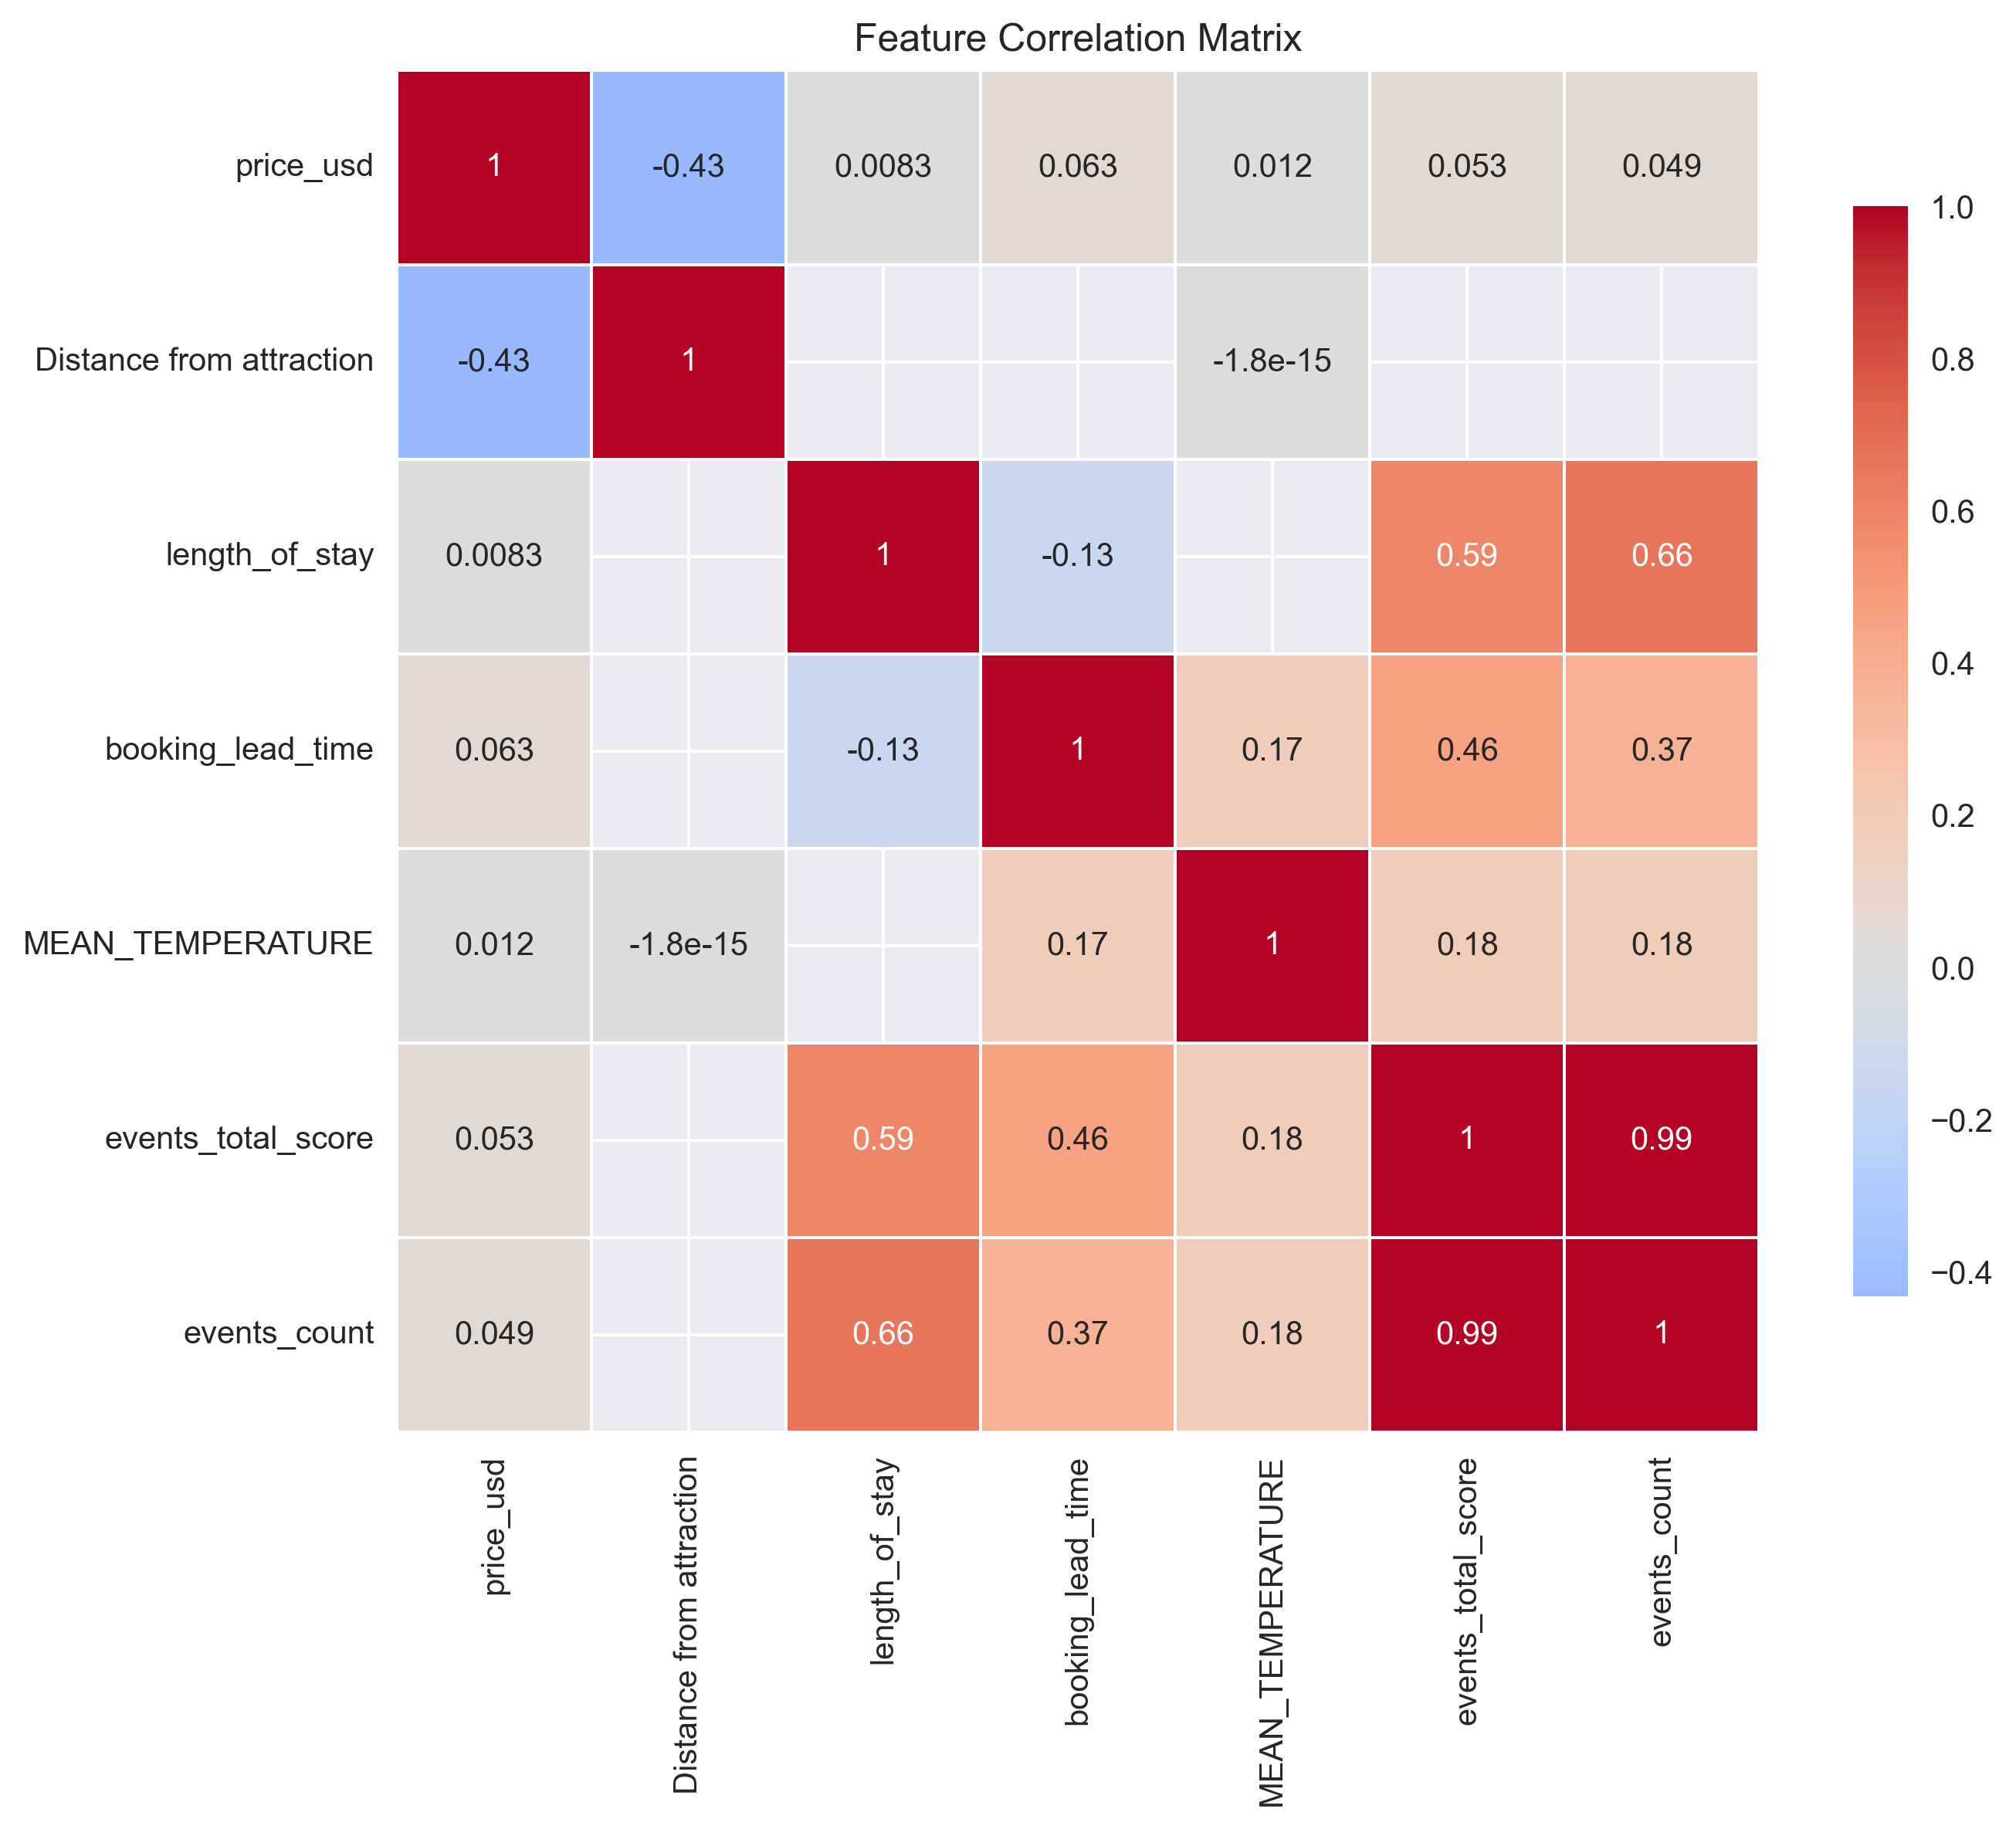 Feature Correlation Matrix
price_usd 1 -0.43 0.0083 0.063 0.012 0.053 0.049
Distance from attraction -0.43 1 -1.8e-15
length_of_stay 0.0083 1 -0.13 0.59 0.66
booking_lead_time 0.063 -0.13 1 0.17 0.46 0.37
MEAN_TEMPERATURE 0.012 -1.8e-15 0.17 1 0.18 0.18
events_total_score 0.053 0.59 0.46 0.18 1 0.99
events_count 0.049 0.66 0.37 0.18 0.99 1
price_usd
Distance from attraction
length_of_stay
booking_lead_time
MEAN_TEMPERATURE
events_total_score
events_count
1.0
0.8
0.6
0.4
0.2
0.0
−0.2
−0.4